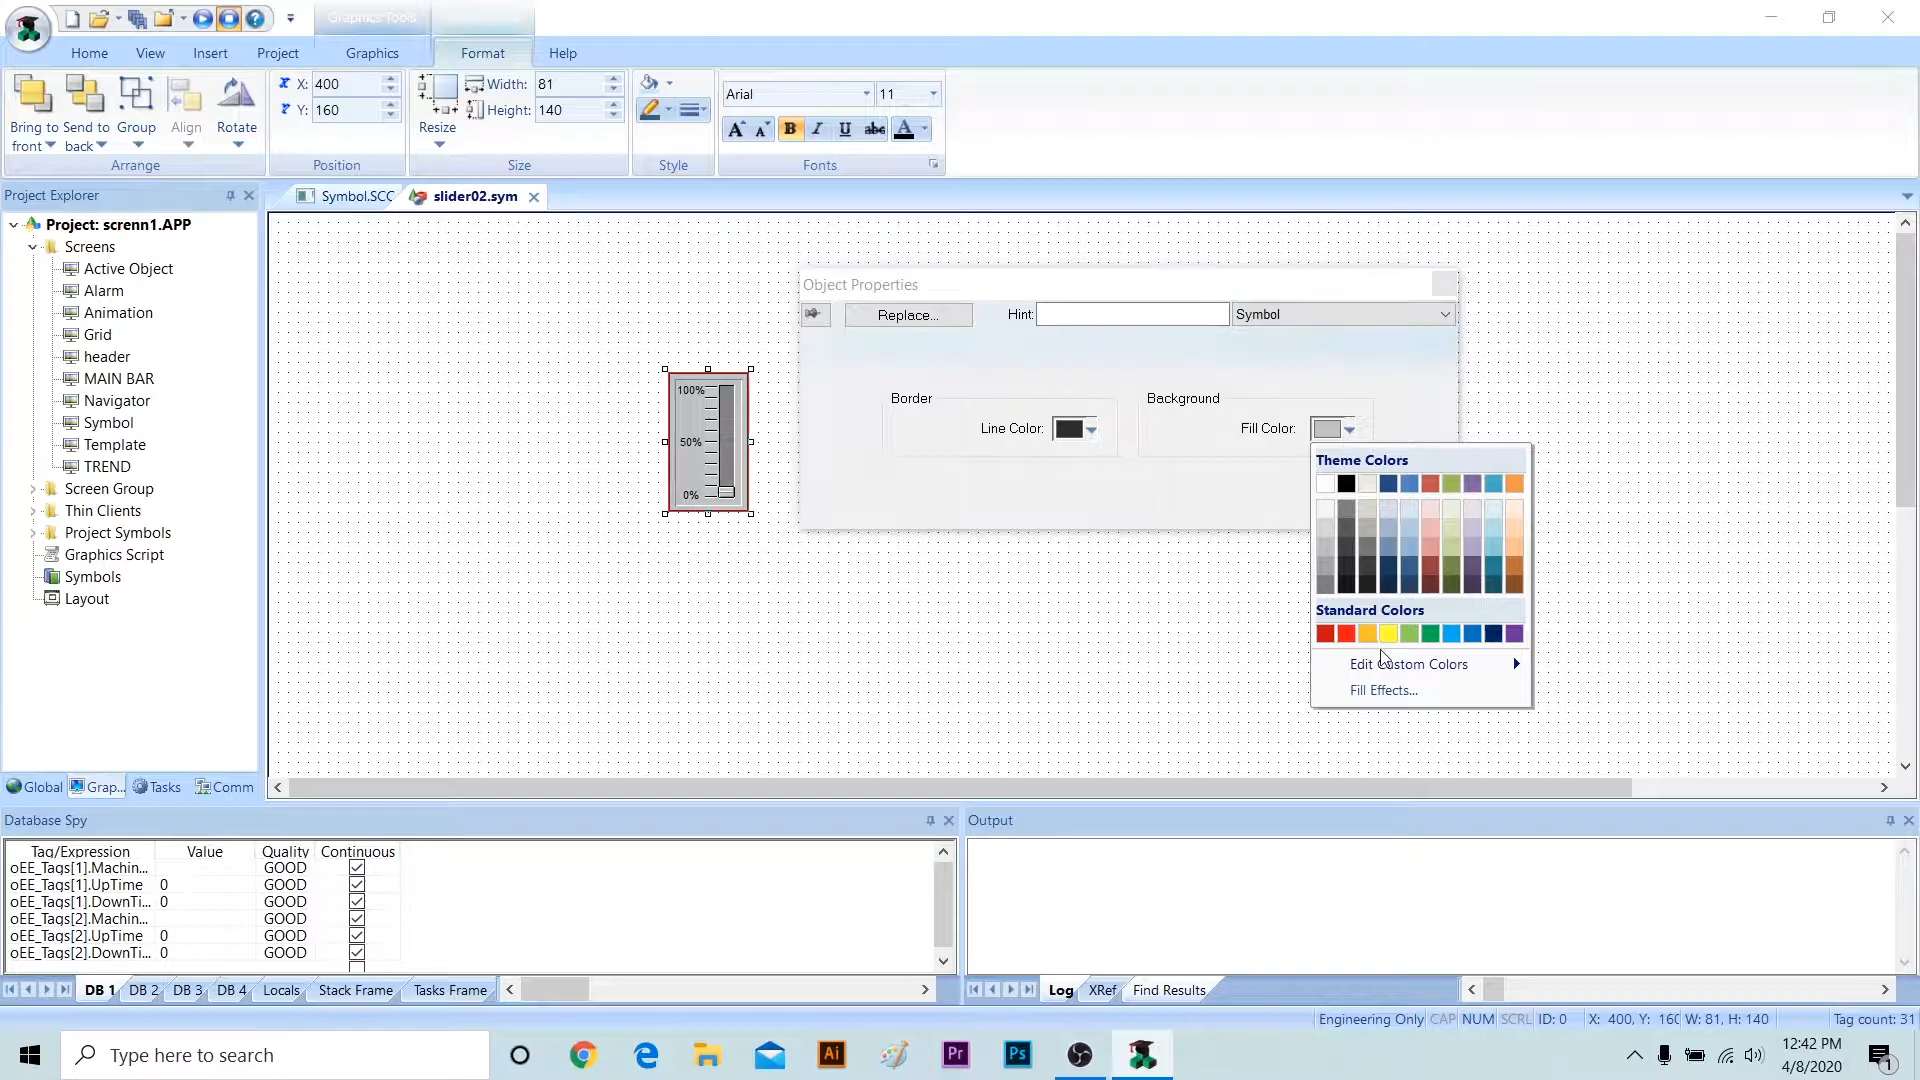 Graphics Tools
Home View Insert Project Graphics Format Help
X: 400 Width: 81 Arial 11
Y: 160 Height: 140
Bring to front Send to back Group Align Rotate Resize
Arrange Position Size Style Fonts
Project Explorer
Symbol.SCC slider02.sym
Project: screnn1.APP
Screens
Active Object
Alarm
Animation
Grid
header
MAIN BAR
Navigator
Symbol
Template
TREND
Screen Group
Thin Clients
Project Symbols
Graphics Script
Symbols
Layout
Global Grap... Tasks Comm
100%
50%
0%
Object Properties
Replace... Hint: Symbol
Border Background
Line Color: Fill Color:
Theme Colors
Standard Colors
Edit Custom Colors
Fill Effects...
Database Spy
Tag/Expression Value Quality Continuous
oEE_Tags[1].Machin... GOOD
oEE_Tags[1].UpTime 0 GOOD
oEE_Tags[1].DownTi... 0 GOOD
oEE_Tags[2].Machin... GOOD
oEE_Tags[2].UpTime 0 GOOD
oEE_Tags[2].DownTi... 0 GOOD
DB 1 DB 2 DB 3 DB 4 Locals Stack Frame Tasks Frame
Output
Log XRef Find Results
Engineering Only CAP NUM SCRL ID: 0 X: 400, Y: 160 W: 81, H: 140 Tag count: 31
Type here to search
Ai Pr Ps
12:42 PM
4/8/2020
1